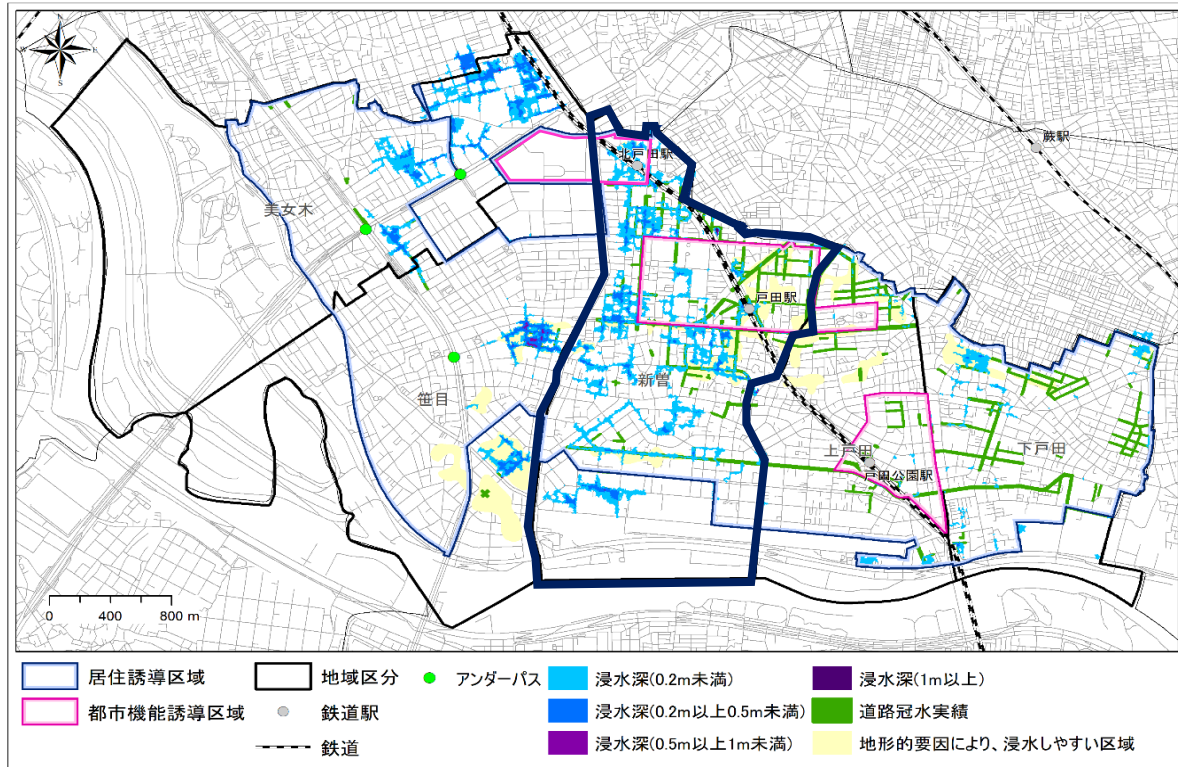 N
W
E
S
蕨駅
北戸田駅
美女木
戸田駅
新曽
笹目
上戸田
下戸田
戸田公園駅
0 400 800 m
居住誘導区域
地域区分
アンダーパス
浸水深(0.2m未満)
浸水深(1m以上)
都市機能誘導区域
鉄道駅
浸水深(0.2m以上0.5m未満)
道路冠水実績
鉄道
浸水深(0.5m以上1m未満)
地形的要因により、浸水しやすい区域